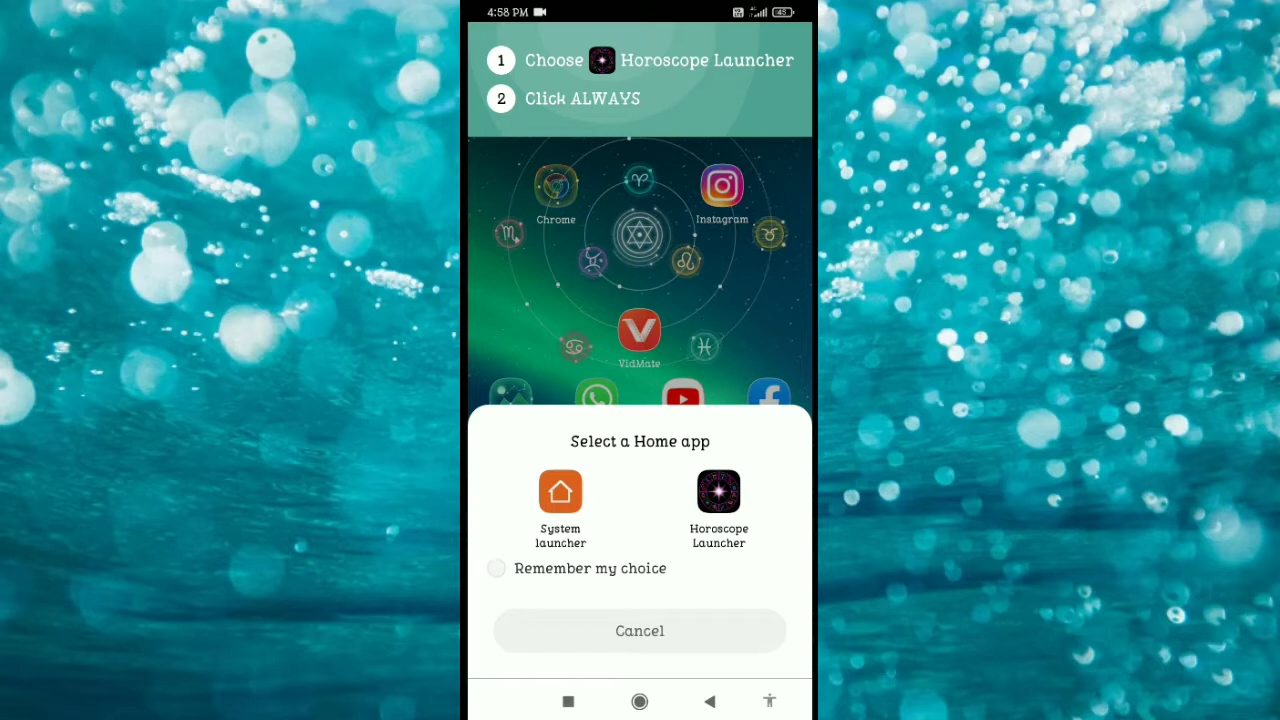 4:58 PM
48
1 Choose Horoscope Launcher
2 Click ALWAYS
Chrome
Instagram
VidMate
Select a Home app
System
launcher
Horoscope
Launcher
Remember my choice
Cancel